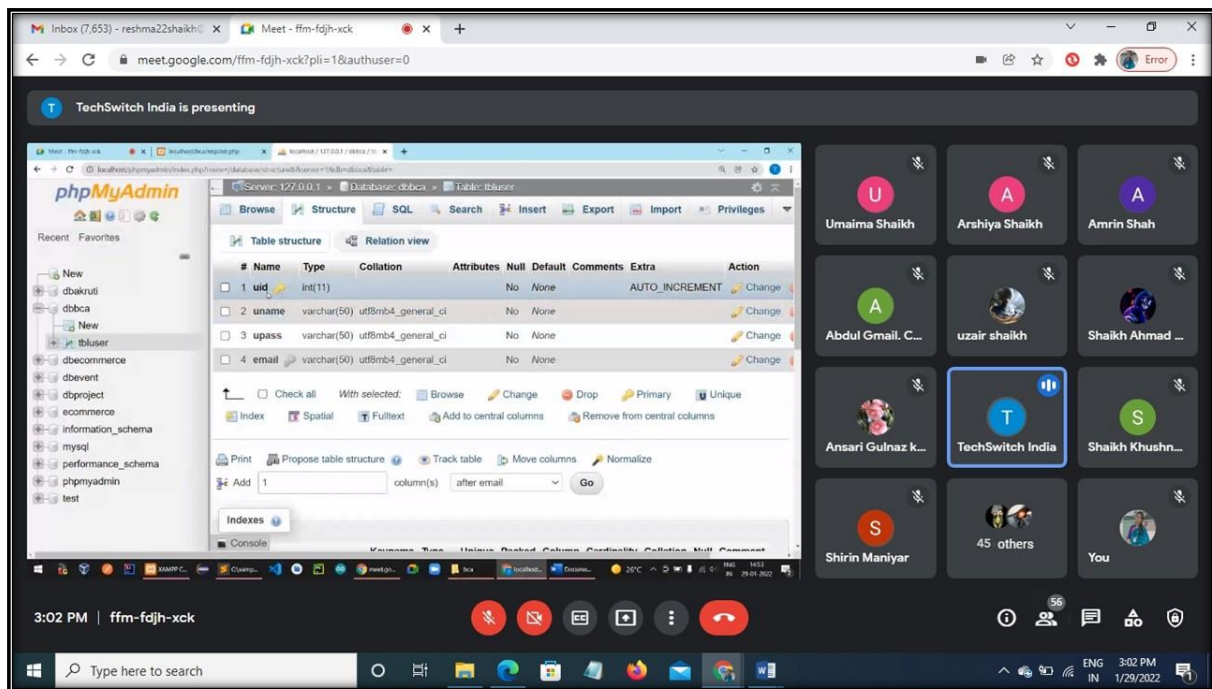 Inbox (7,653) - reshma22shaikh
Meet - ffm-fdjh-xck
meet.google.com/ffm-fdjh-xck?pli=1&authuser=0
Error
T TechSwitch India is presenting
phpMyAdmin
Recent Favorites
New
dbakruti
dbbca
New
tbluser
dbecommerce
dbevent
dbproject
ecommerce
information_schema
mysql
performance_schema
phpmyadmin
test
Server: 127.0.0.1 » Database: dbbca » Table: tbluser
Browse Structure SQL Search Insert Export Import Privileges
Table structure Relation view
# Name Type Collation Attributes Null Default Comments Extra Action
1 uid int(11) No None AUTO_INCREMENT Change
2 uname varchar(50) utf8mb4_general_ci No None Change
3 upass varchar(50) utf8mb4_general_ci No None Change
4 email varchar(50) utf8mb4_general_ci No None Change
Check all With selected: Browse Change Drop Primary Unique
Index Spatial Fulltext Add to central columns Remove from central columns
Print Propose table structure Track table Move columns Normalize
Add 1 column(s) after email Go
Indexes
Console
26°C 1453
29-01-2022
U
Umaima Shaikh
A
Arshiya Shaikh
A
Amrin Shah
A
Abdul Gmail. C...
uzair shaikh
Shaikh Ahmad ...
Ansari Gulnaz k...
T
TechSwitch India
S
Shaikh Khushn...
S
Shirin Maniyar
45 others
You
3:02 PM | ffm-fdjh-xck
56
Type here to search
ENG 3:02 PM
IN 1/29/2022